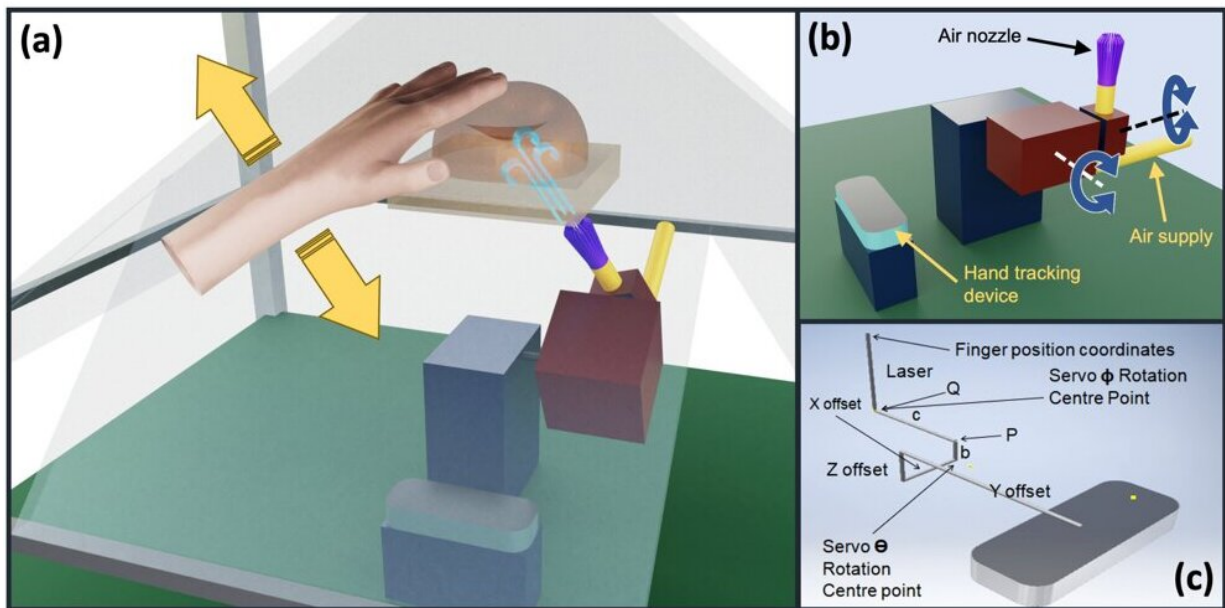 (a)
(b)
Air nozzle
Air supply
Hand tracking
device
Finger position coordinates
Laser
Servo ϕ Rotation
Centre Point
Q
X offset
c
P
b
Z offset
Y offset
Servo Ɵ
Rotation
Centre point
(c)